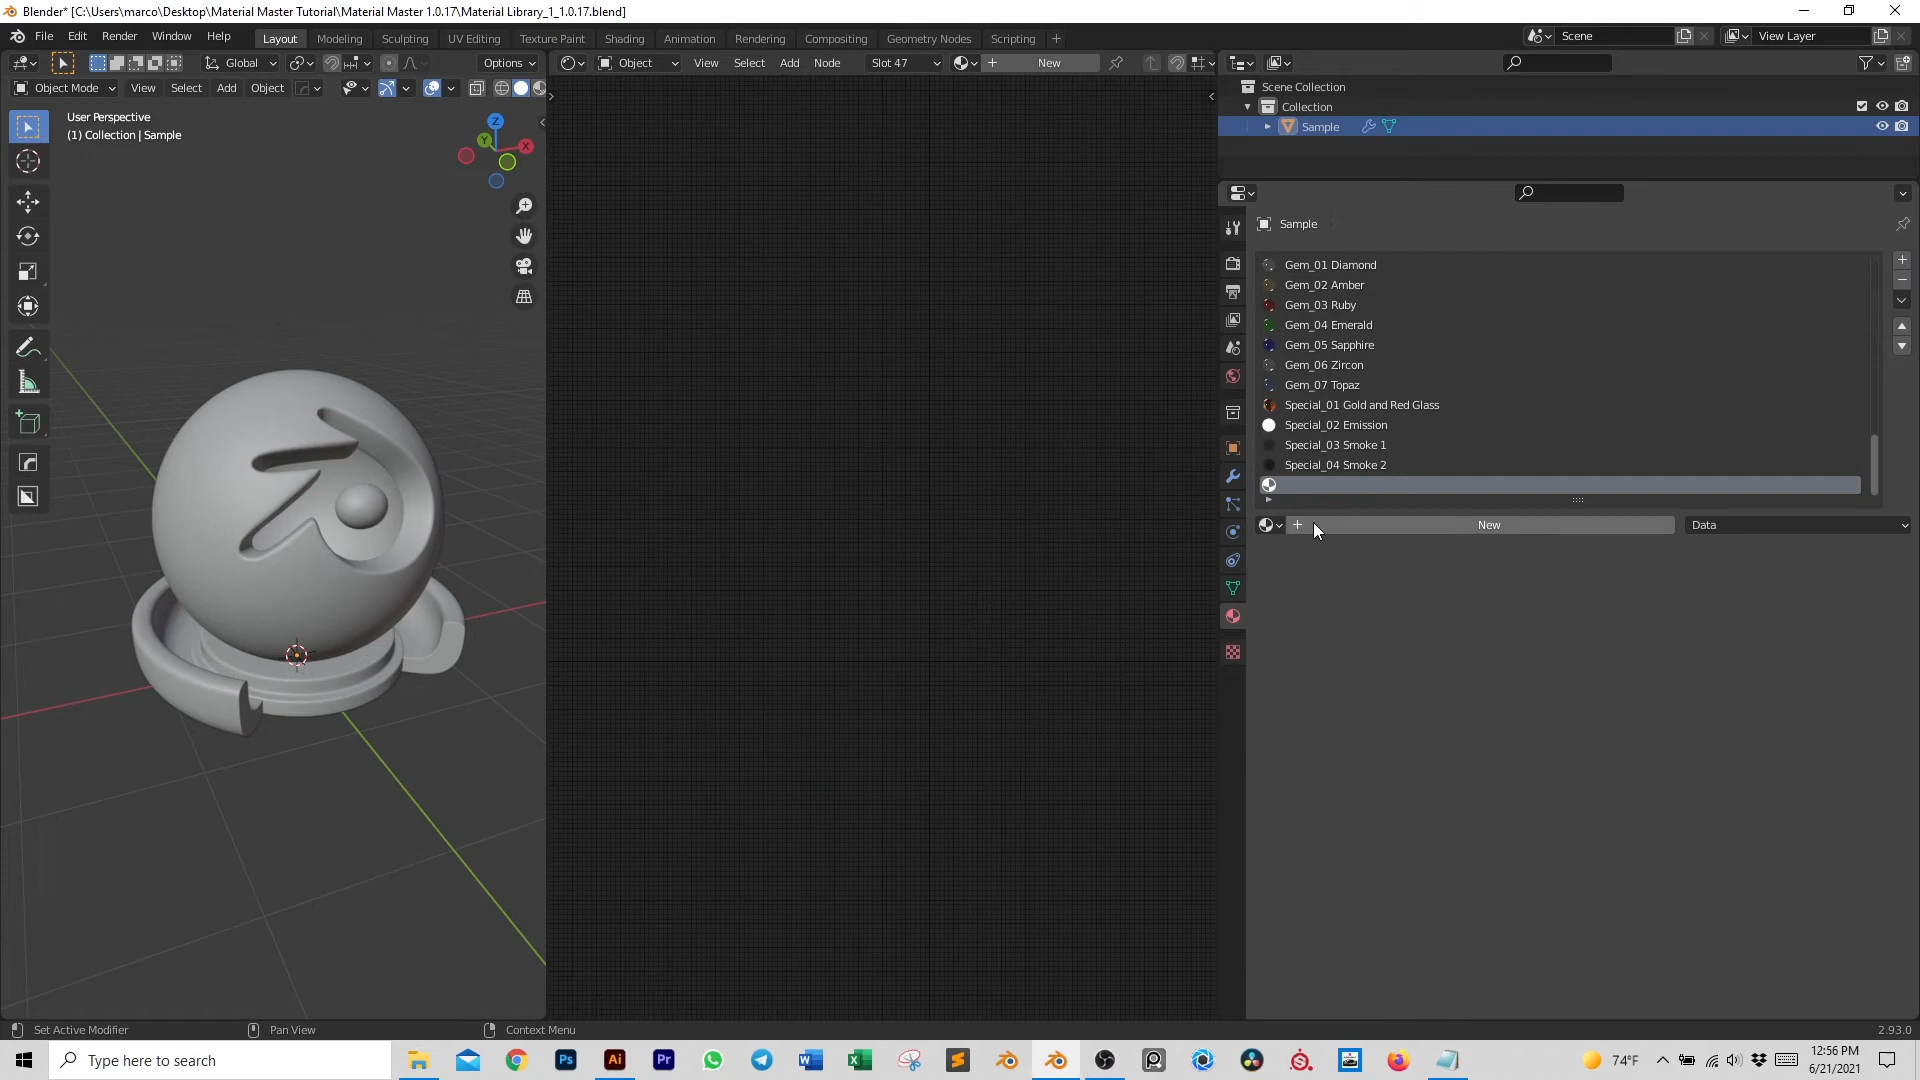 Blender* [C:\Users\marco\Desktop\Material Master Tutorial\Material Master 1.0.17\Material Library_1_1.0.17.blend]
File Edit Render Window Help Layout Modeling Sculpting UV Editing Texture Paint Shading Animation Rendering Compositing Geometry Nodes Scripting + Scene View Layer
Global Options Object View Select Add Node Slot 47 New
Object Mode View Select Add Object
Scene Collection
Collection
Sample
User Perspective
(1) Collection | Sample
Z
Y
X
Sample
Gem_01 Diamond
Gem_02 Amber
Gem_03 Ruby
Gem_04 Emerald
Gem_05 Sapphire
Gem_06 Zircon
Gem_07 Topaz
Special_01 Gold and Red Glass
Special_02 Emission
Special_03 Smoke 1
Special_04 Smoke 2
New Data
Set Active Modifier Pan View Context Menu 2.93.0
Type here to search
Ps Ai Pr
74°F
12:56 PM
6/21/2021